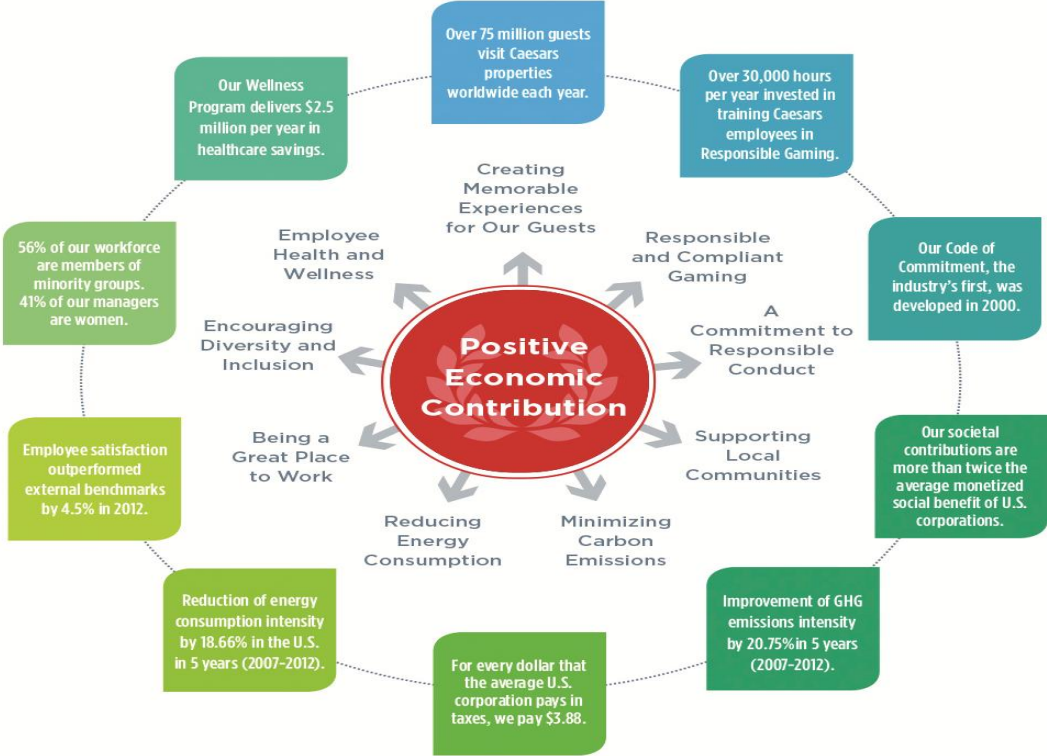 Over 75 million guests
visit Caesars
properties
worldwide each year.
Over 30,000 hours
per year invested in
training Caesars
employees in
Responsible Gaming.
Our Code of
Commitment, the
industry's first, was
developed in 2000.
Our societal
contributions are
more than twice the
average monetized
social benefit of U.S.
corporations.
Improvement of GHG
emissions intensity
by 20.75%in 5 years
(2007-2012).
For every dollar that
the average U.S.
corporation pays in
taxes, we pay $3.88.
Reduction of energy
consumption intensity
by 18.66% in the U.S.
in 5 years (2007-2012).
Employee satisfaction
outperformed
external benchmarks
by 4.5% in 2012.
56% of our workforce
are members of
minority groups.
41% of our managers
are women.
Our Wellness
Program delivers $2.5
million per year in
healthcare savings.
Creating
Memorable
Experiences
for Our Guests
Responsible
and Compliant
Gaming
A
Commitment to
Responsible
Conduct
Supporting
Local
Communities
Minimizing
Carbon
Emissions
Reducing
Energy
Consumption
Being a
Great Place
to Work
Encouraging
Diversity and
Inclusion
Employee
Health and
Wellness
Positive
Economic
Contribution